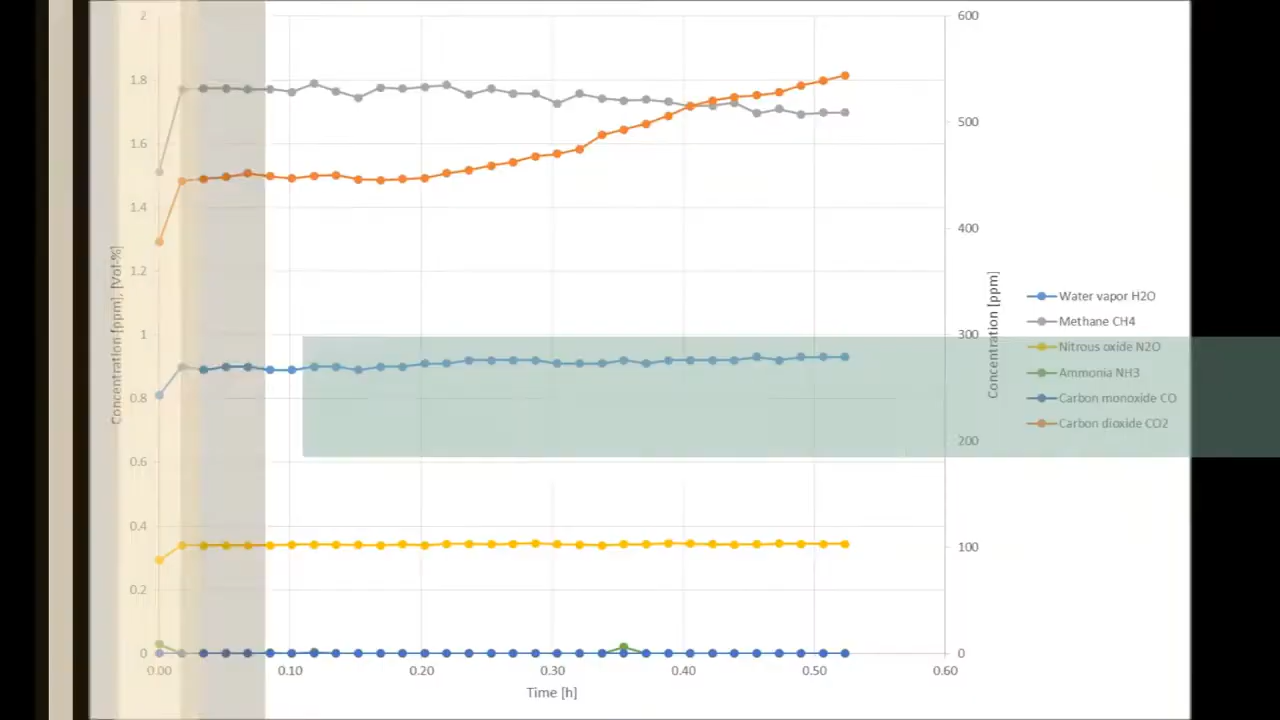 2
1.8
1.6
1.4
1.2
1
0.8
0.6
0.4
0.2
0
Concentration [ppm], [Vol-%]
600
500
400
300
200
100
0
Concentration [ppm]
0.00 0.10 0.20 0.30 0.40 0.50 0.60
Time [h]
Water vapor H2O
Methane CH4
Nitrous oxide N2O
Ammonia NH3
Carbon monoxide CO
Carbon dioxide CO2